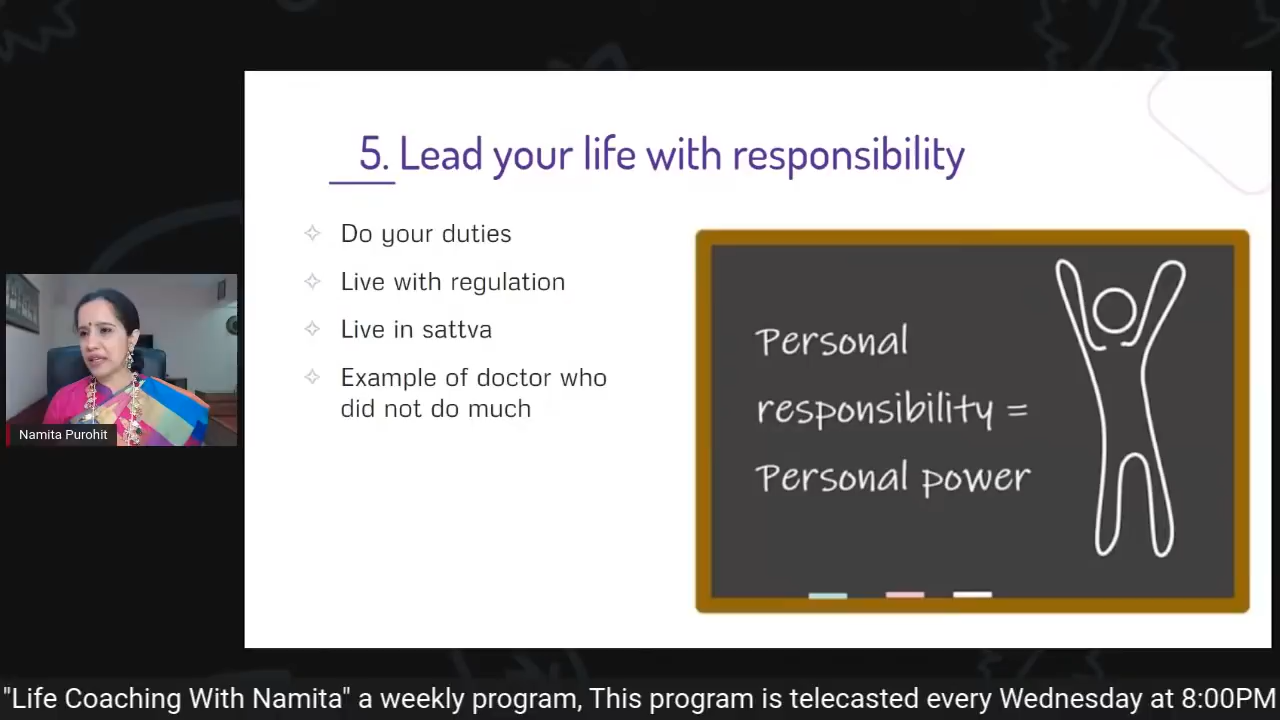 5. Lead your life with responsibility
Do your duties
Live with regulation
Live in sattva
Example of doctor who
did not do much
Personal
responsibility =
Personal power
Namita Purohit
"Life Coaching With Namita" a weekly program, This program is telecasted every Wednesday at 8:00PM